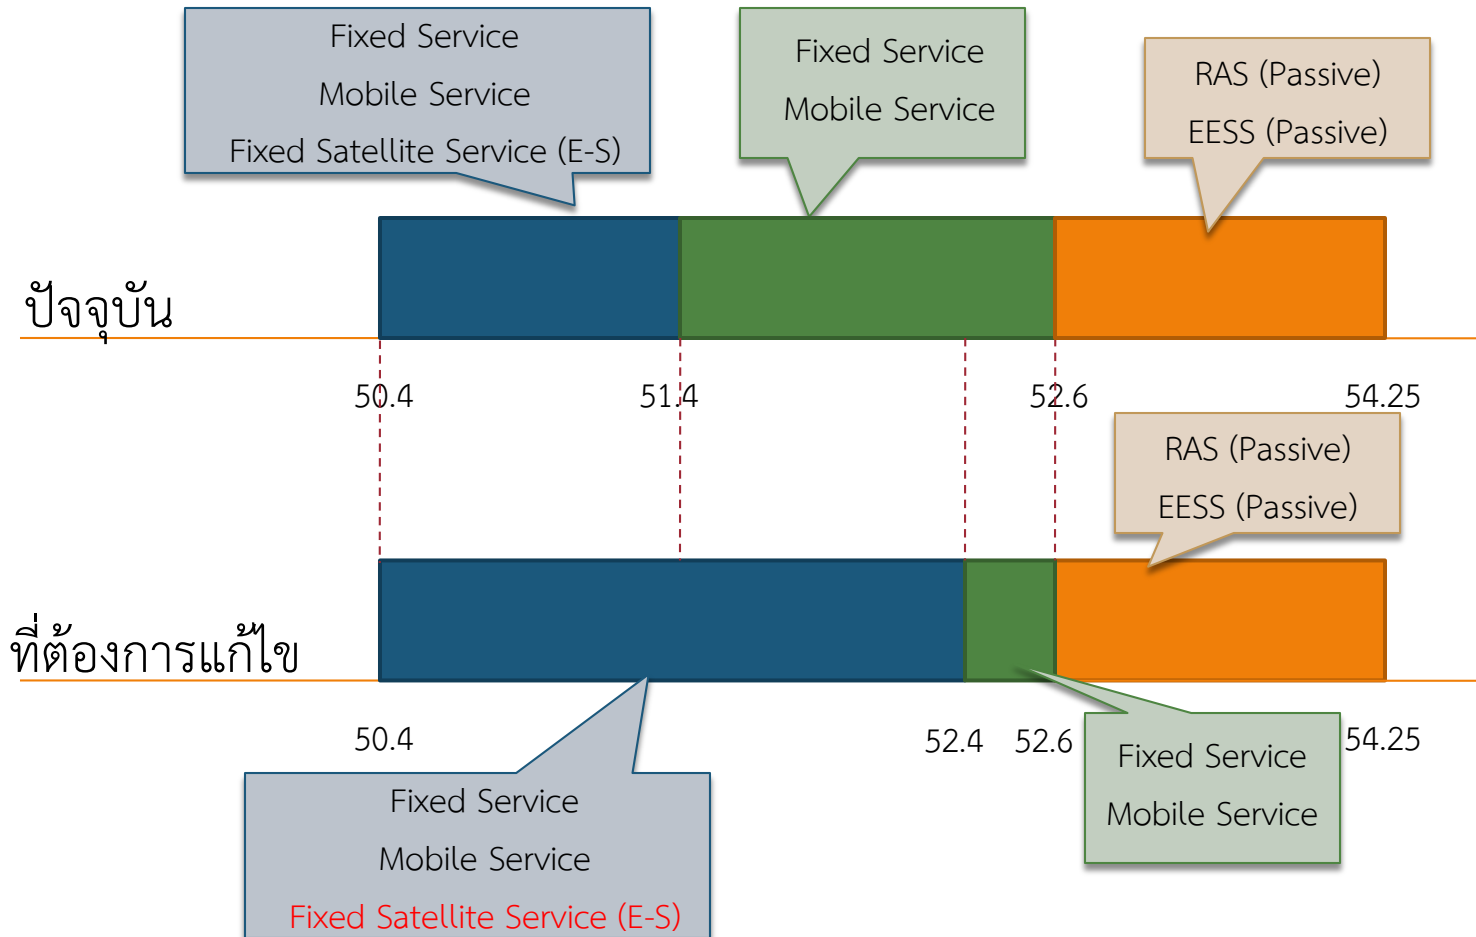 Fixed Service
Mobile Service
Fixed Satellite Service (E-S)
Fixed Service
Mobile Service
RAS (Passive)
EESS (Passive)
ปัจจุบัน
50.4
51.4
52.6
54.25
RAS (Passive)
EESS (Passive)
ที่ต้องการแก้ไข
50.4
52.4
52.6
54.25
Fixed Service
Mobile Service
Fixed Satellite Service (E-S)
Fixed Service
Mobile Service